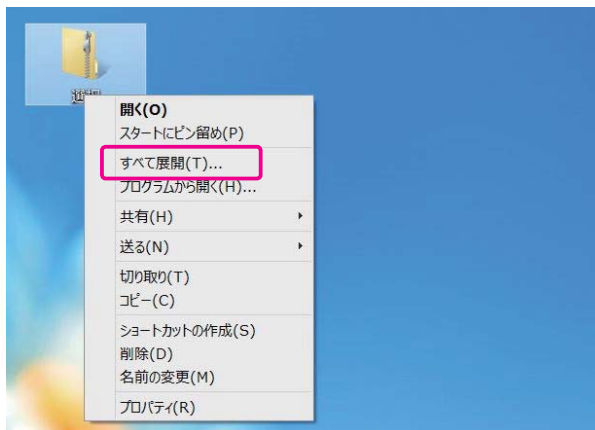 開く(O)
スタートにピン留め(P)
すべて展開(T)...
プログラムから開く(H)...
共有(H)
送る(N)
切り取り(T)
コピー(C)
ショートカットの作成(S)
削除(D)
名前の変更(M)
プロパティ(R)